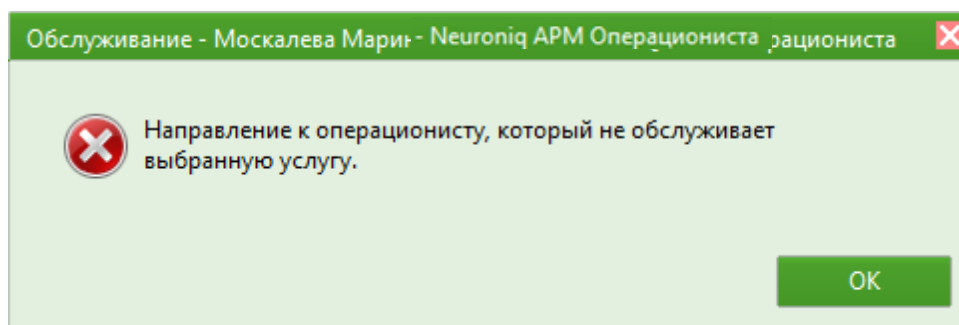 Обслуживание - Москалева - Neuroniq АРМ Операциониста
Направление к операционисту, который не обслуживает
выбранную услугу.
OK